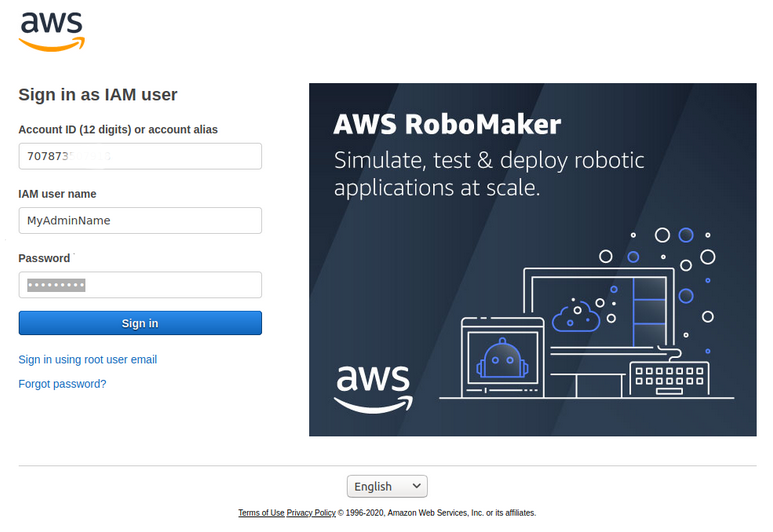 aws
Sign in as IAM user
Account ID (12 digits) or account alias
IAM user name
MyAdminName
Password
•••••••••
Sign in
Sign in using root user email
Forgot password?
AWS RoboMaker
Simulate, test & deploy robotic
applications at scale.
aws
English
Terms of Use Privacy Policy © 1996-2020, Amazon Web Services, Inc. or its affiliates.